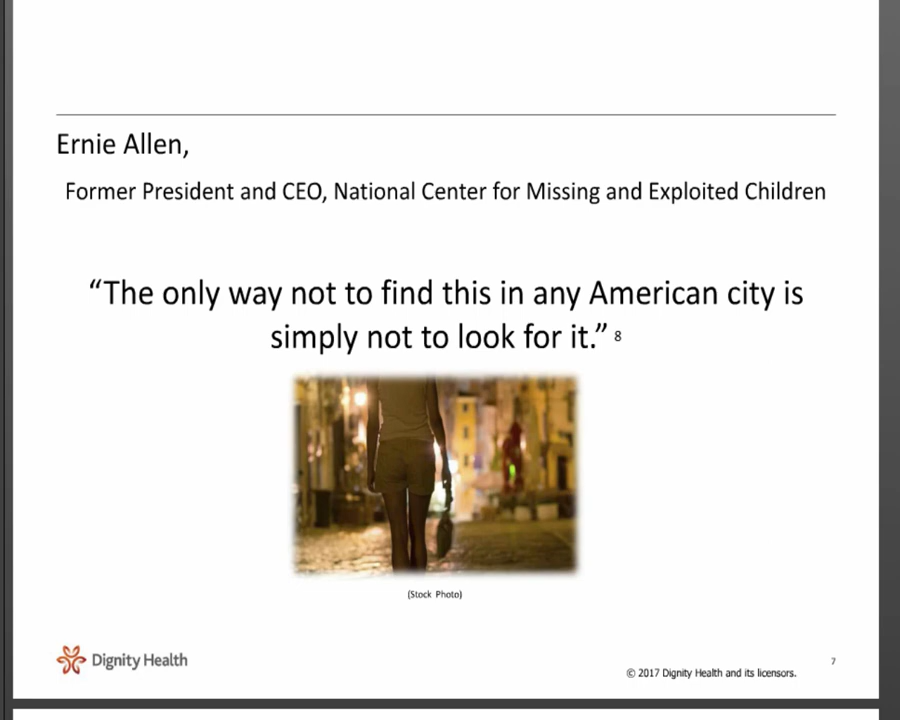 Ernie Allen,
Former President and CEO, National Center for Missing and Exploited Children
“The only way not to find this in any American city is
simply not to look for it.” 8
(Stock Photo)
Dignity Health
© 2017 Dignity Health and its licensors.
7